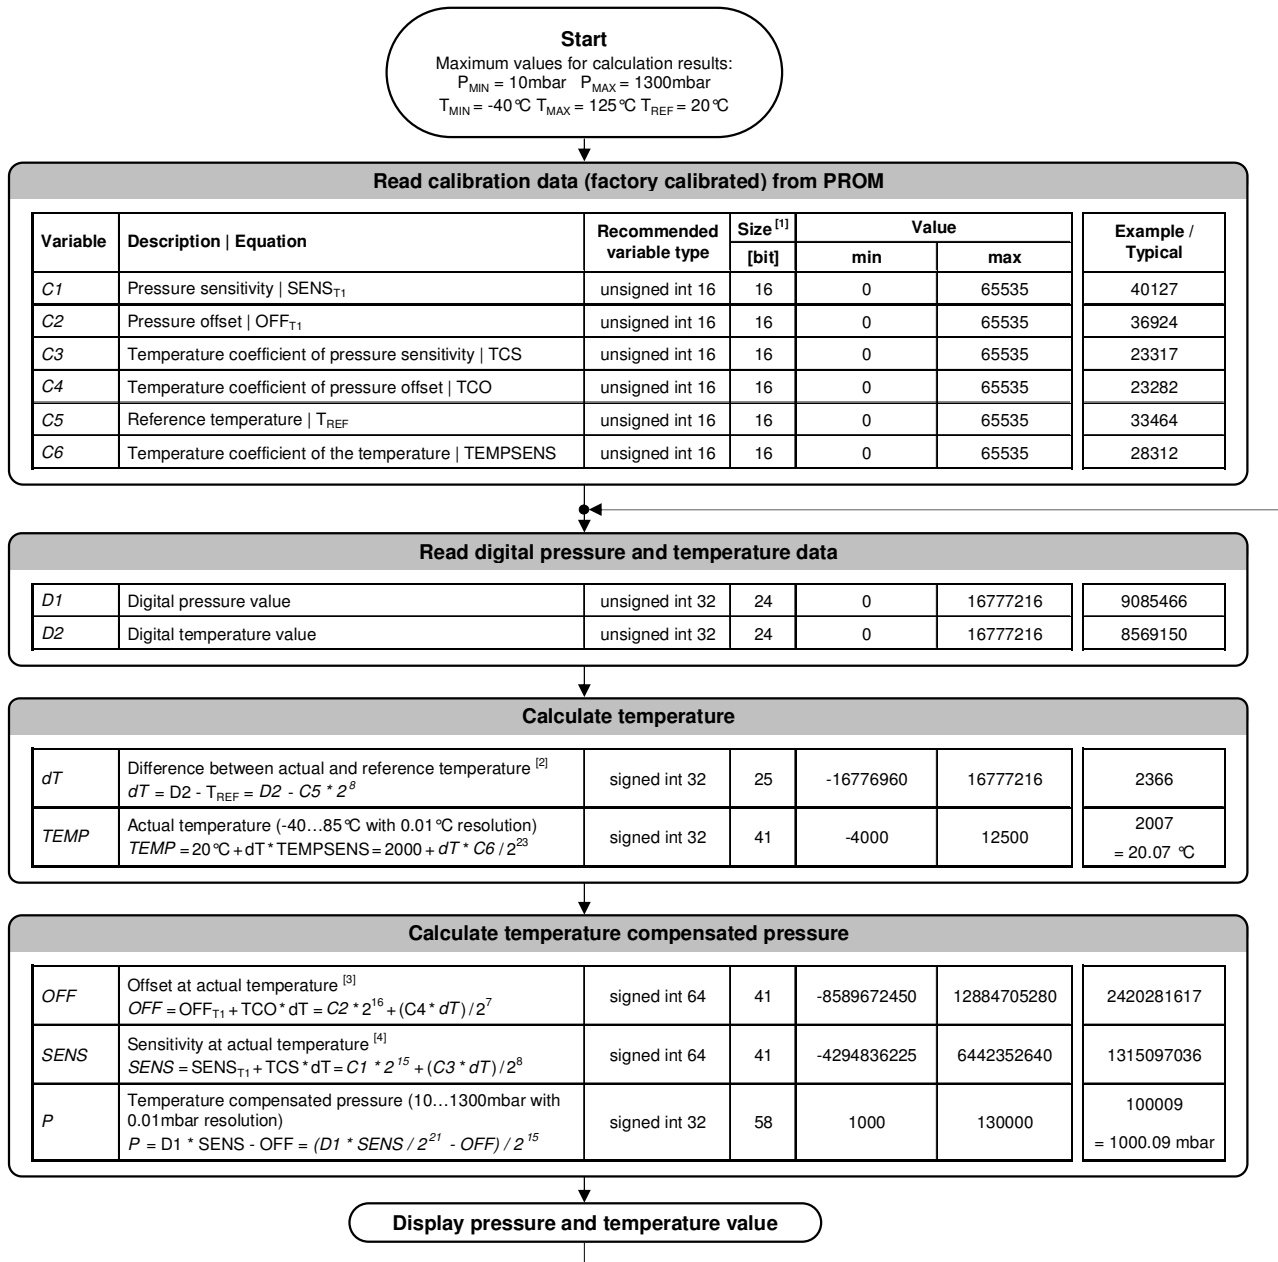 Start
Maximum values for calculation results:
P_MIN = 10mbar P_MAX = 1300mbar
T_MIN = -40°C T_MAX = 125°C T_REF = 20°C
Read calibration data (factory calibrated) from PROM
Variable Description | Equation Recommended variable type Size [1] [bit] Value min max Example / Typical
C1 Pressure sensitivity | SENS_T1 unsigned int 16 16 0 65535 40127
C2 Pressure offset | OFF_T1 unsigned int 16 16 0 65535 36924
C3 Temperature coefficient of pressure sensitivity | TCS unsigned int 16 16 0 65535 23317
C4 Temperature coefficient of pressure offset | TCO unsigned int 16 16 0 65535 23282
C5 Reference temperature | T_REF unsigned int 16 16 0 65535 33464
C6 Temperature coefficient of the temperature | TEMPSENS unsigned int 16 16 0 65535 28312
Read digital pressure and temperature data
D1 Digital pressure value unsigned int 32 24 0 16777216 9085466
D2 Digital temperature value unsigned int 32 24 0 16777216 8569150
Calculate temperature
dT Difference between actual and reference temperature [2]
dT = D2 - T_REF = D2 - C5 * 2^8 signed int 32 25 -16776960 16777216 2366
TEMP Actual temperature (-40…85°C with 0.01°C resolution)
TEMP = 20°C + dT * TEMPSENS = 2000 + dT * C6 / 2^23 signed int 32 41 -4000 12500 2007
= 20.07 °C
Calculate temperature compensated pressure
OFF Offset at actual temperature [3]
OFF = OFF_T1 + TCO * dT = C2 * 2^16 + (C4 * dT) / 2^7 signed int 64 41 -8589672450 12884705280 2420281617
SENS Sensitivity at actual temperature [4]
SENS = SENS_T1 + TCS * dT = C1 * 2^15 + (C3 * dT) / 2^8 signed int 64 41 -4294836225 6442352640 1315097036
P Temperature compensated pressure (10…1300mbar with
0.01mbar resolution)
P = D1 * SENS - OFF = (D1 * SENS / 2^21 - OFF) / 2^15 signed int 32 58 1000 130000 100009
= 1000.09 mbar
Display pressure and temperature value